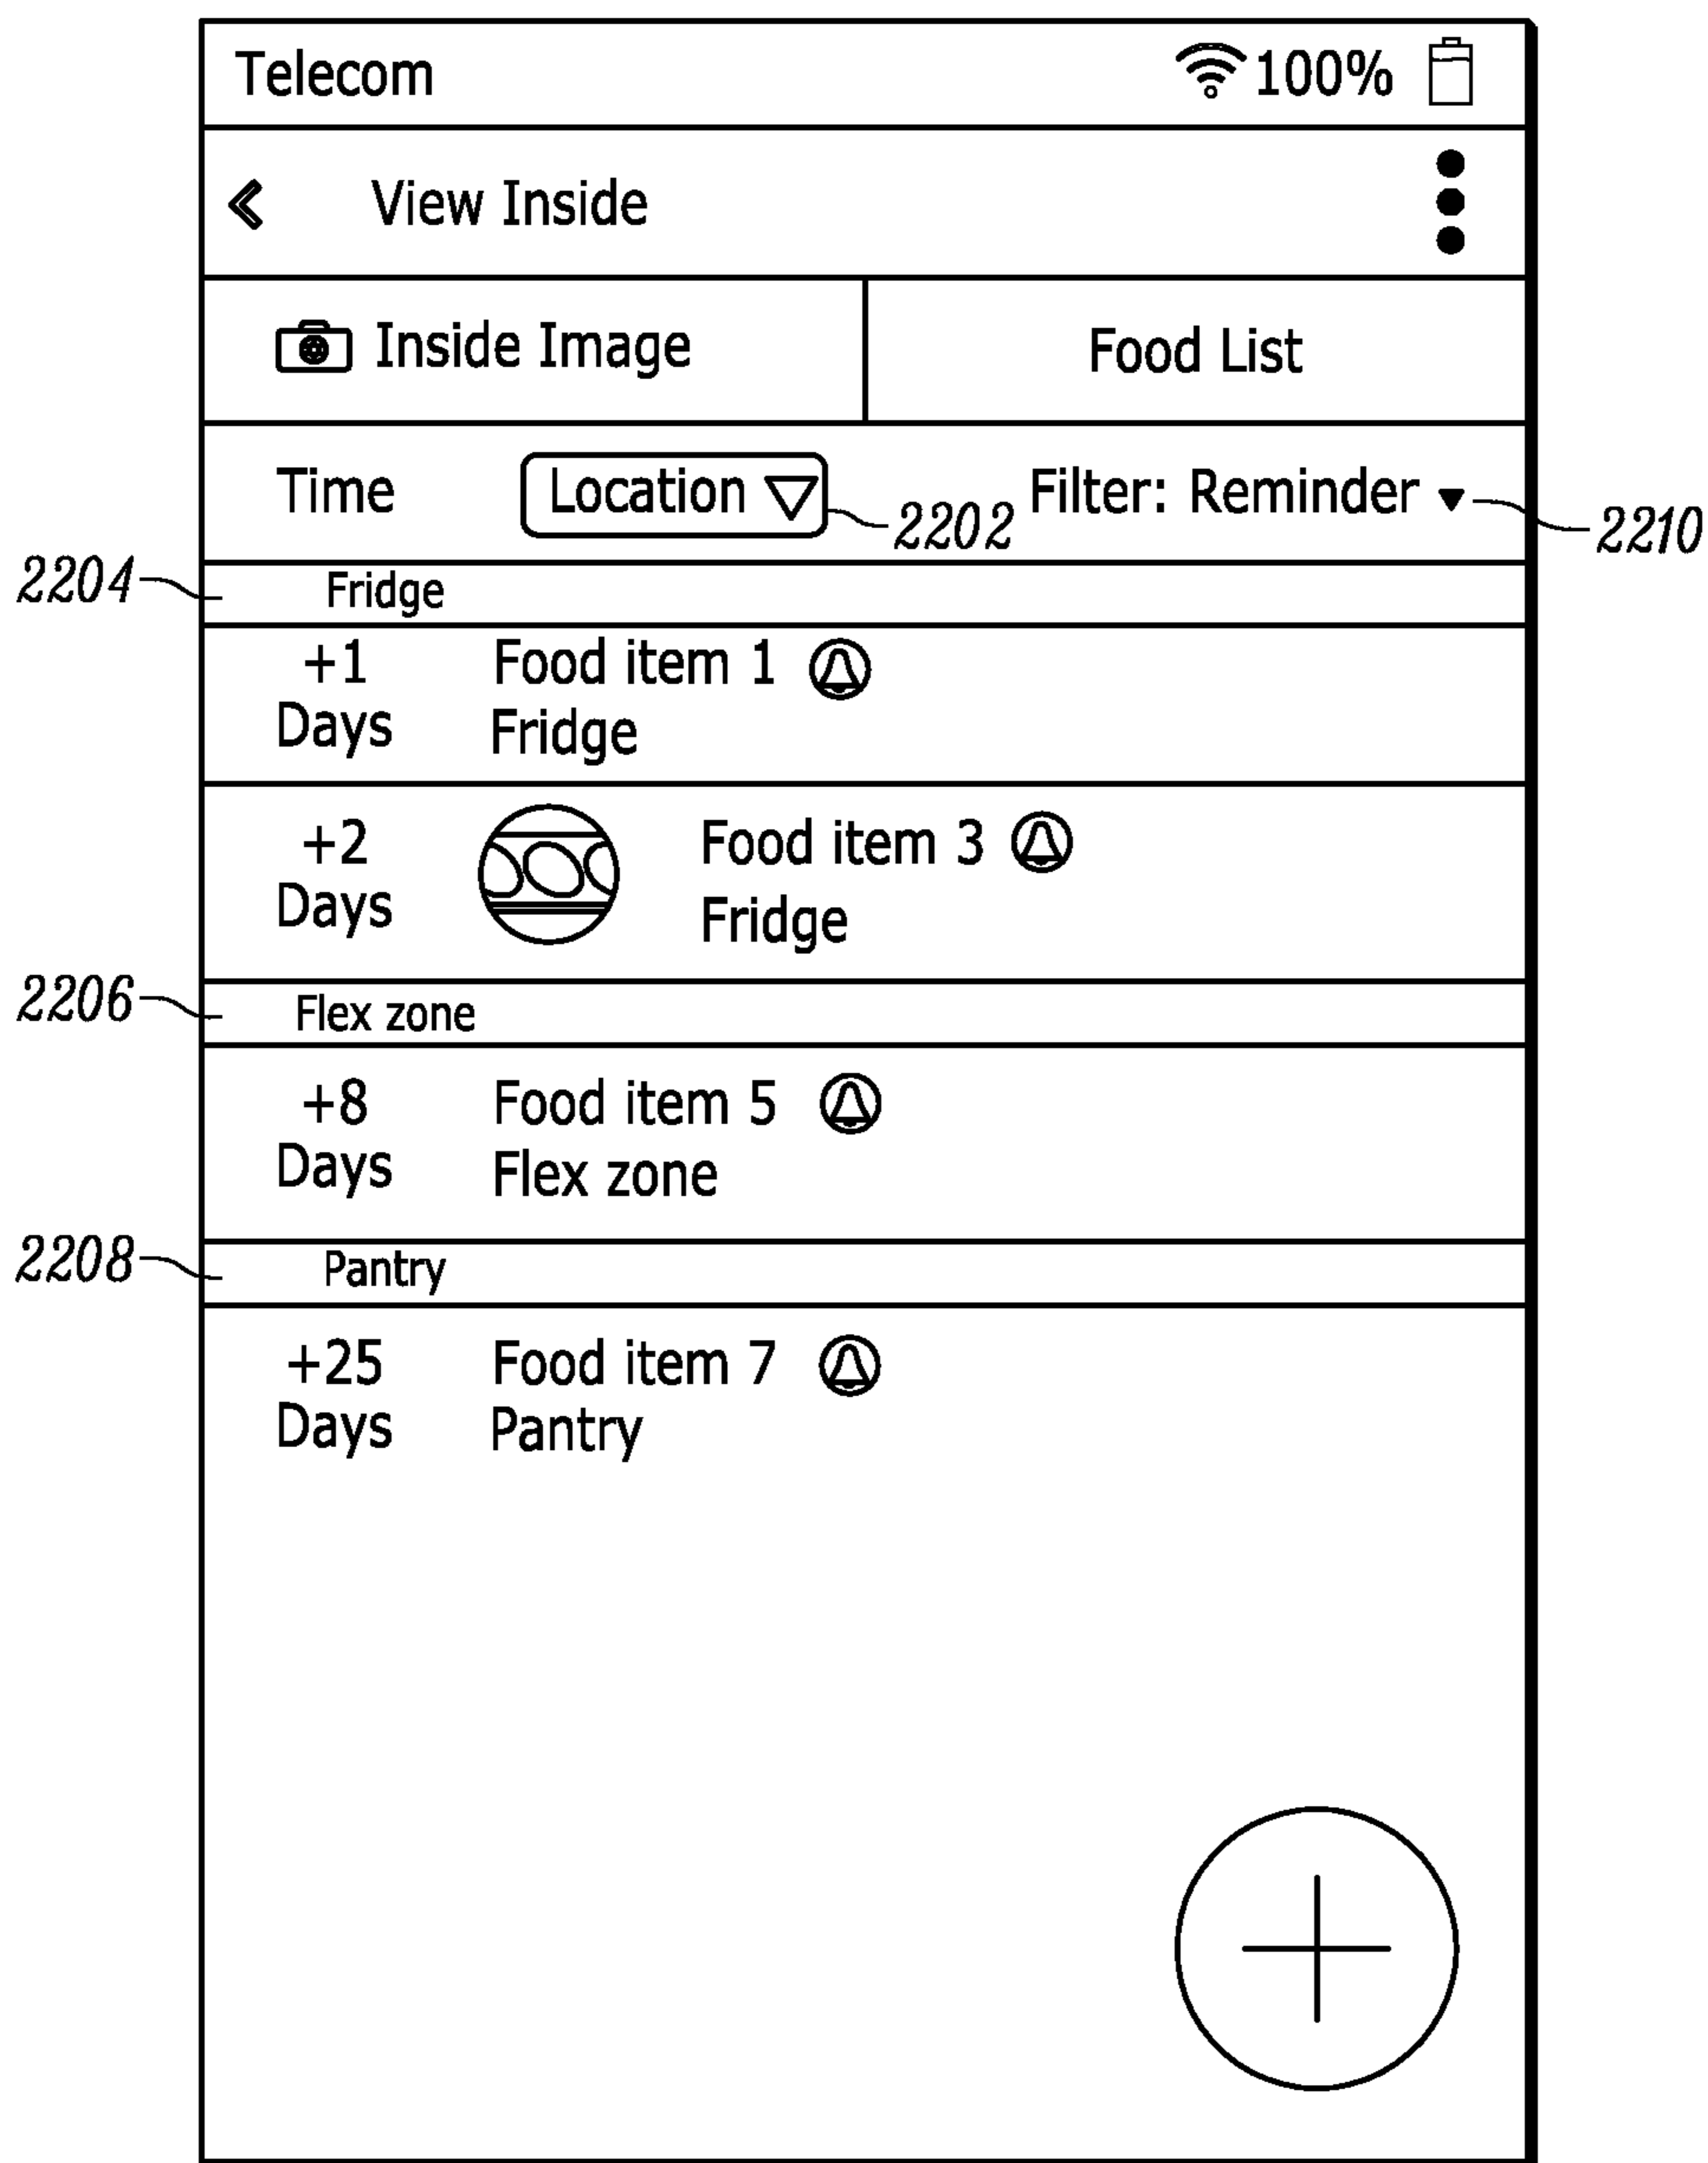 Telecom 100%
View Inside
Inside Image Food List
Time Location 2202 Filter: Reminder 2210
2204 Fridge
+1 Food item 1
Days Fridge
+2 Food item 3
Days Fridge
2206 Flex zone
+8 Food item 5
Days Flex zone
2208 Pantry
+25 Food item 7
Days Pantry